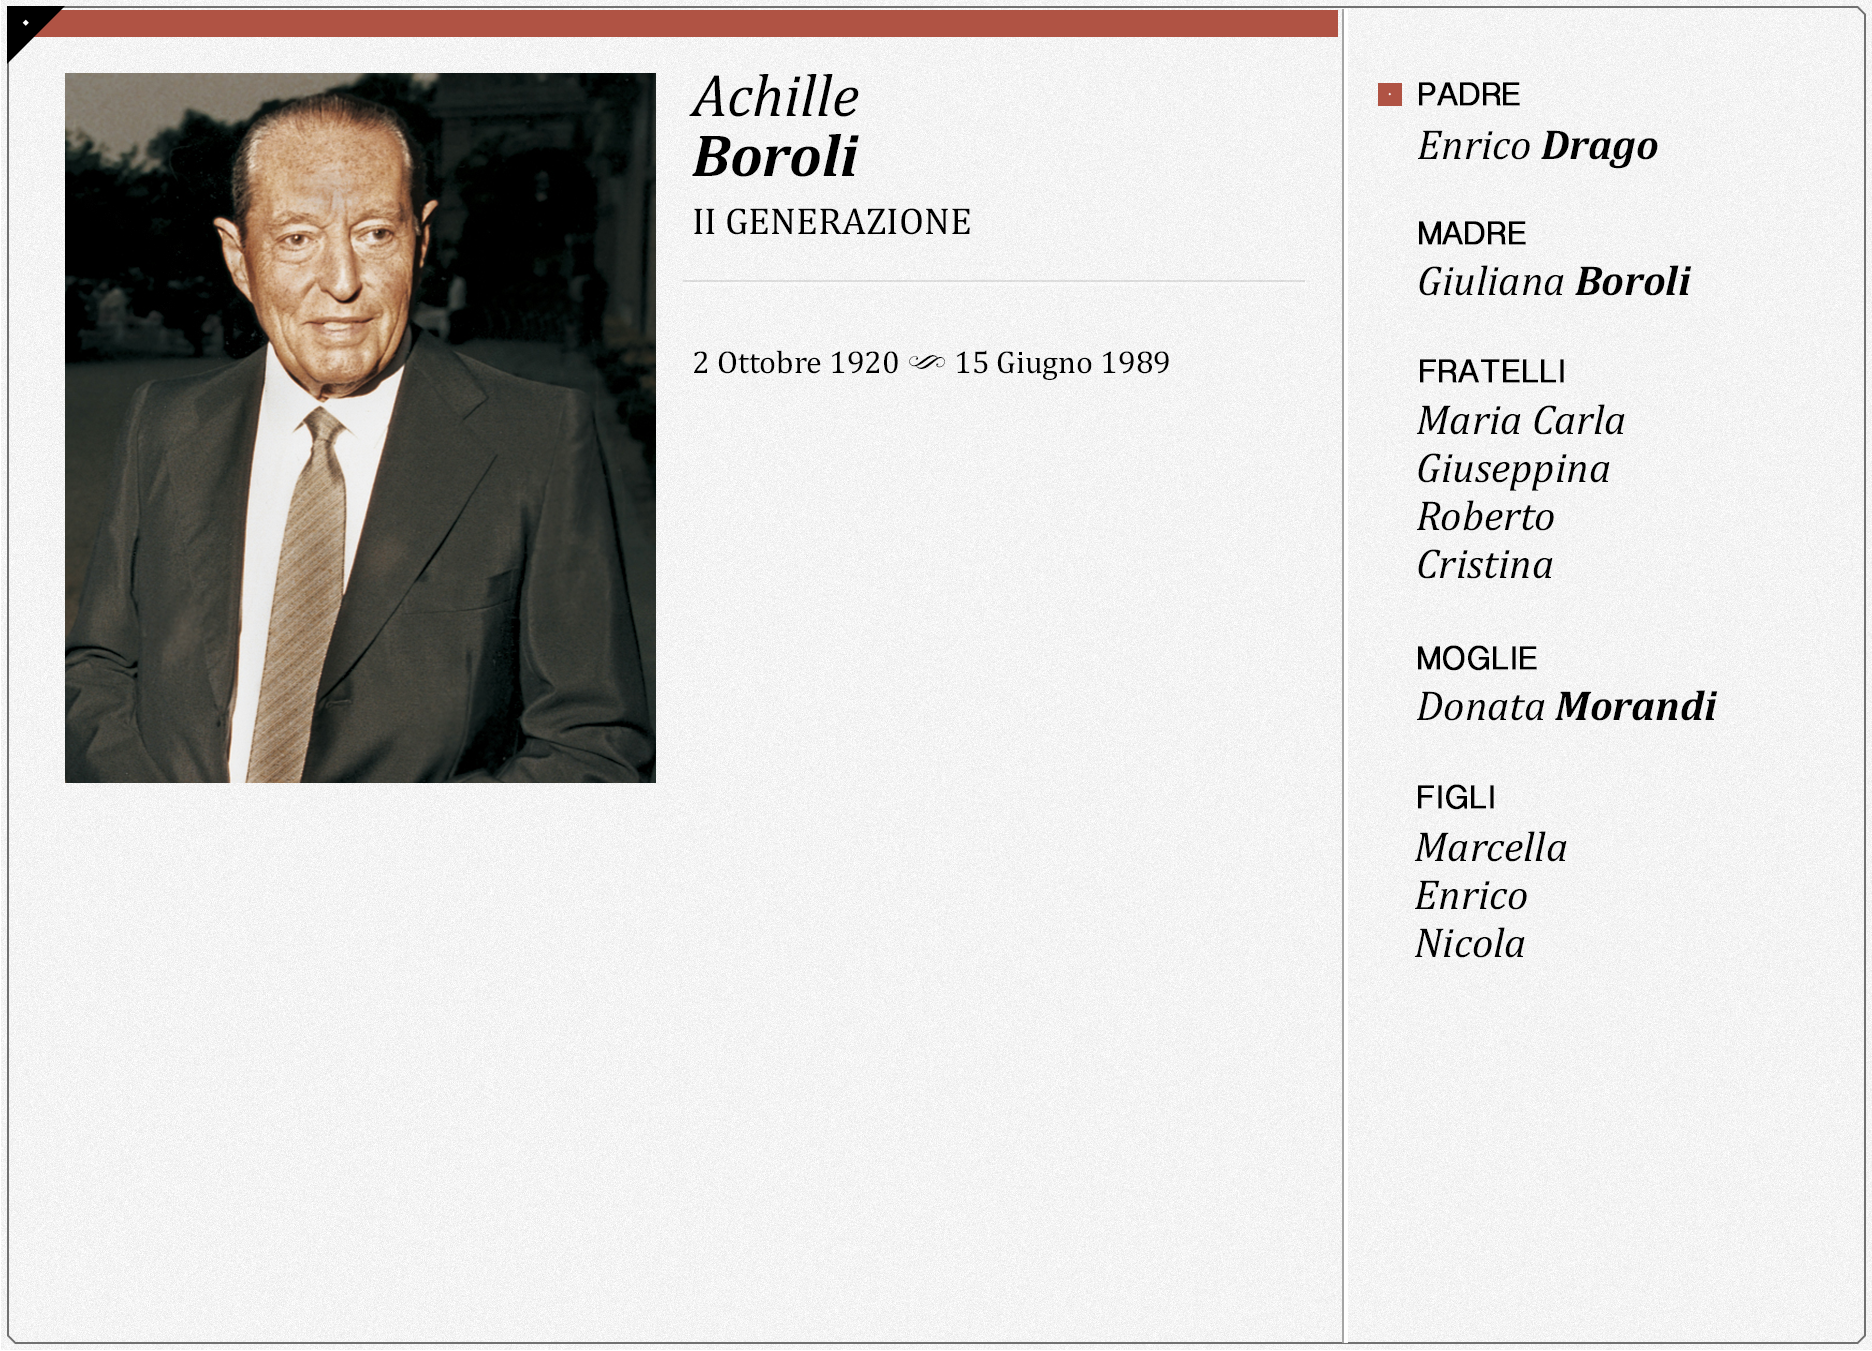 Achille
Boroli
II GENERAZIONE
2 Ottobre 1920 15 Giugno 1989
PADRE
Enrico Drago
MADRE
Giuliana Boroli
FRATELLI
Maria Carla
Giuseppina
Roberto
Cristina
MOGLIE
Donata Morandi
FIGLI
Marcella
Enrico
Nicola